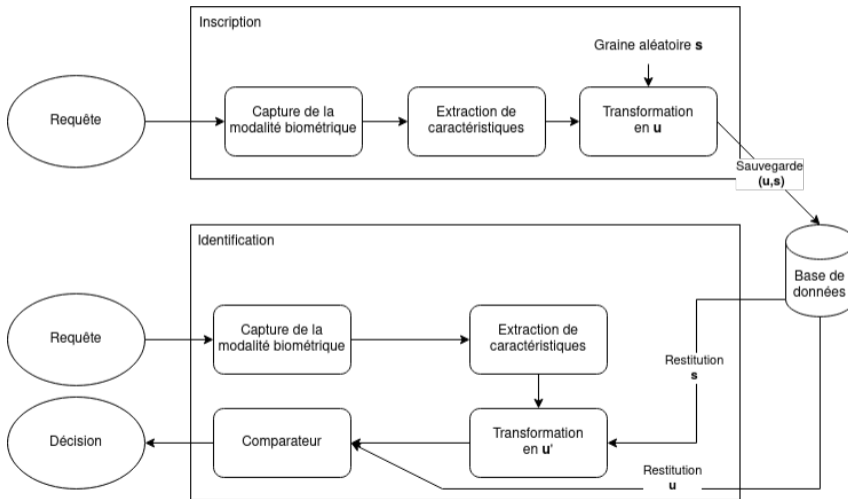 Inscription
Graine aléatoire s
Requête
Capture de la
modalité biométrique
Extraction de
caractéristiques
Transformation
en u
Sauvegarde
(u,s)
Base de
données
Identification
Requête
Capture de la
modalité biométrique
Extraction de
caractéristiques
Restitution
s
Décision
Comparateur
Transformation
en u'
Restitution
u